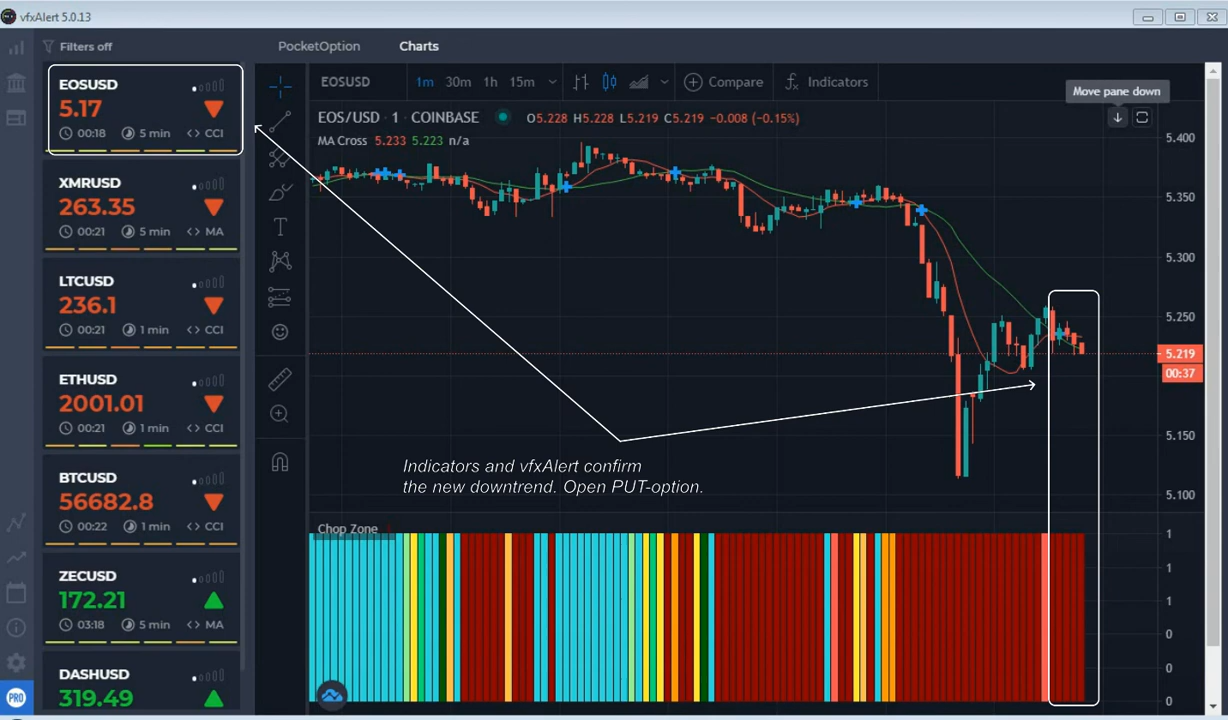 vfxAlert 5.0.13
Filters off
PocketOption
Charts
EOSUSD
5.17
00:18 5 min <> CCI
XMRUSD
263.35
00:21 5 min <> MA
LTCUSD
236.1
00:21 1 min <> CCI
ETHUSD
2001.01
00:21 1 min <> CCI
BTCUSD
56682.8
00:22 1 min <> CCI
ZECUSD
172.21
03:18 5 min <> MA
DASHUSD
319.49
PRO
EOSUSD 1m 30m 1h 15m Compare Indicators
Move pane down
EOS/USD · 1 · COINBASE O5.228 H5.228 L5.219 C5.219 −0.008 (−0.15%)
MA Cross 5.233 5.223 n/a
5.400
5.350
5.300
5.250
5.219
00:37
5.150
5.100
Indicators and vfxAlert confirm
the new downtrend. Open PUT-option.
Chop Zone
1
1
1
0
0
0